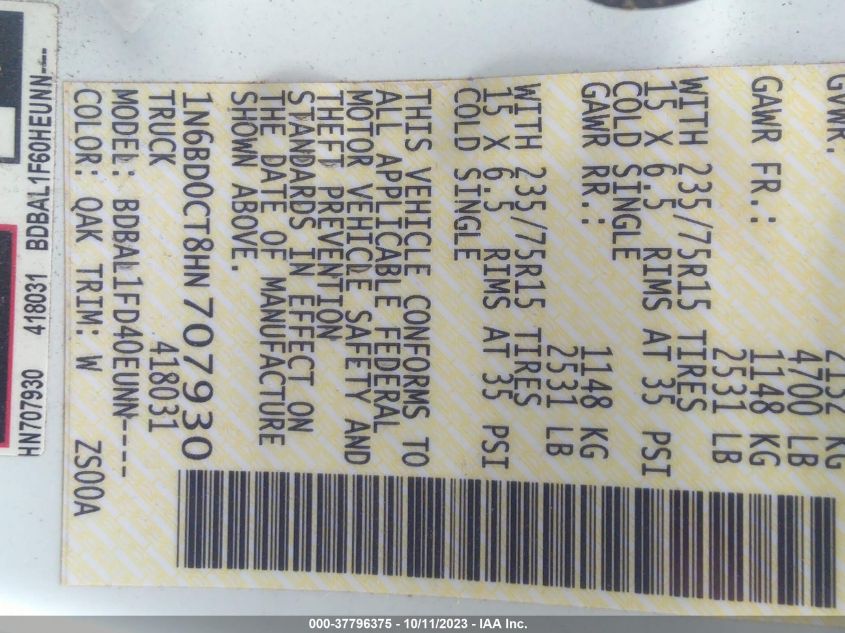 GVWR. 2132 KG
4700 LB
GAWR FR.: 1148 KG
2531 LB
WITH 235/75R15 TIRES
15 X 6.5 RIMS AT 35 PSI
COLD SINGLE
GAWR RR.: 1148 KG
2531 LB
WITH 235/75R15 TIRES
15 X 6.5 RIMS AT 35 PSI
COLD SINGLE
THIS VEHICLE CONFORMS TO
ALL APPLICABLE FEDERAL
MOTOR VEHICLE SAFETY AND
THEFT PREVENTION
STANDARDS IN EFFECT ON
THE DATE OF MANUFACTURE
SHOWN ABOVE.
1N6BD0CT8HN707930
TRUCK 418031
MODEL: BDBAL1FD40EUNN----
COLOR: QAK TRIM: W ZS00A
HN707930 418031 BDBAL1F60HEUNN----
000-37796375 - 10/11/2023 - IAA Inc.